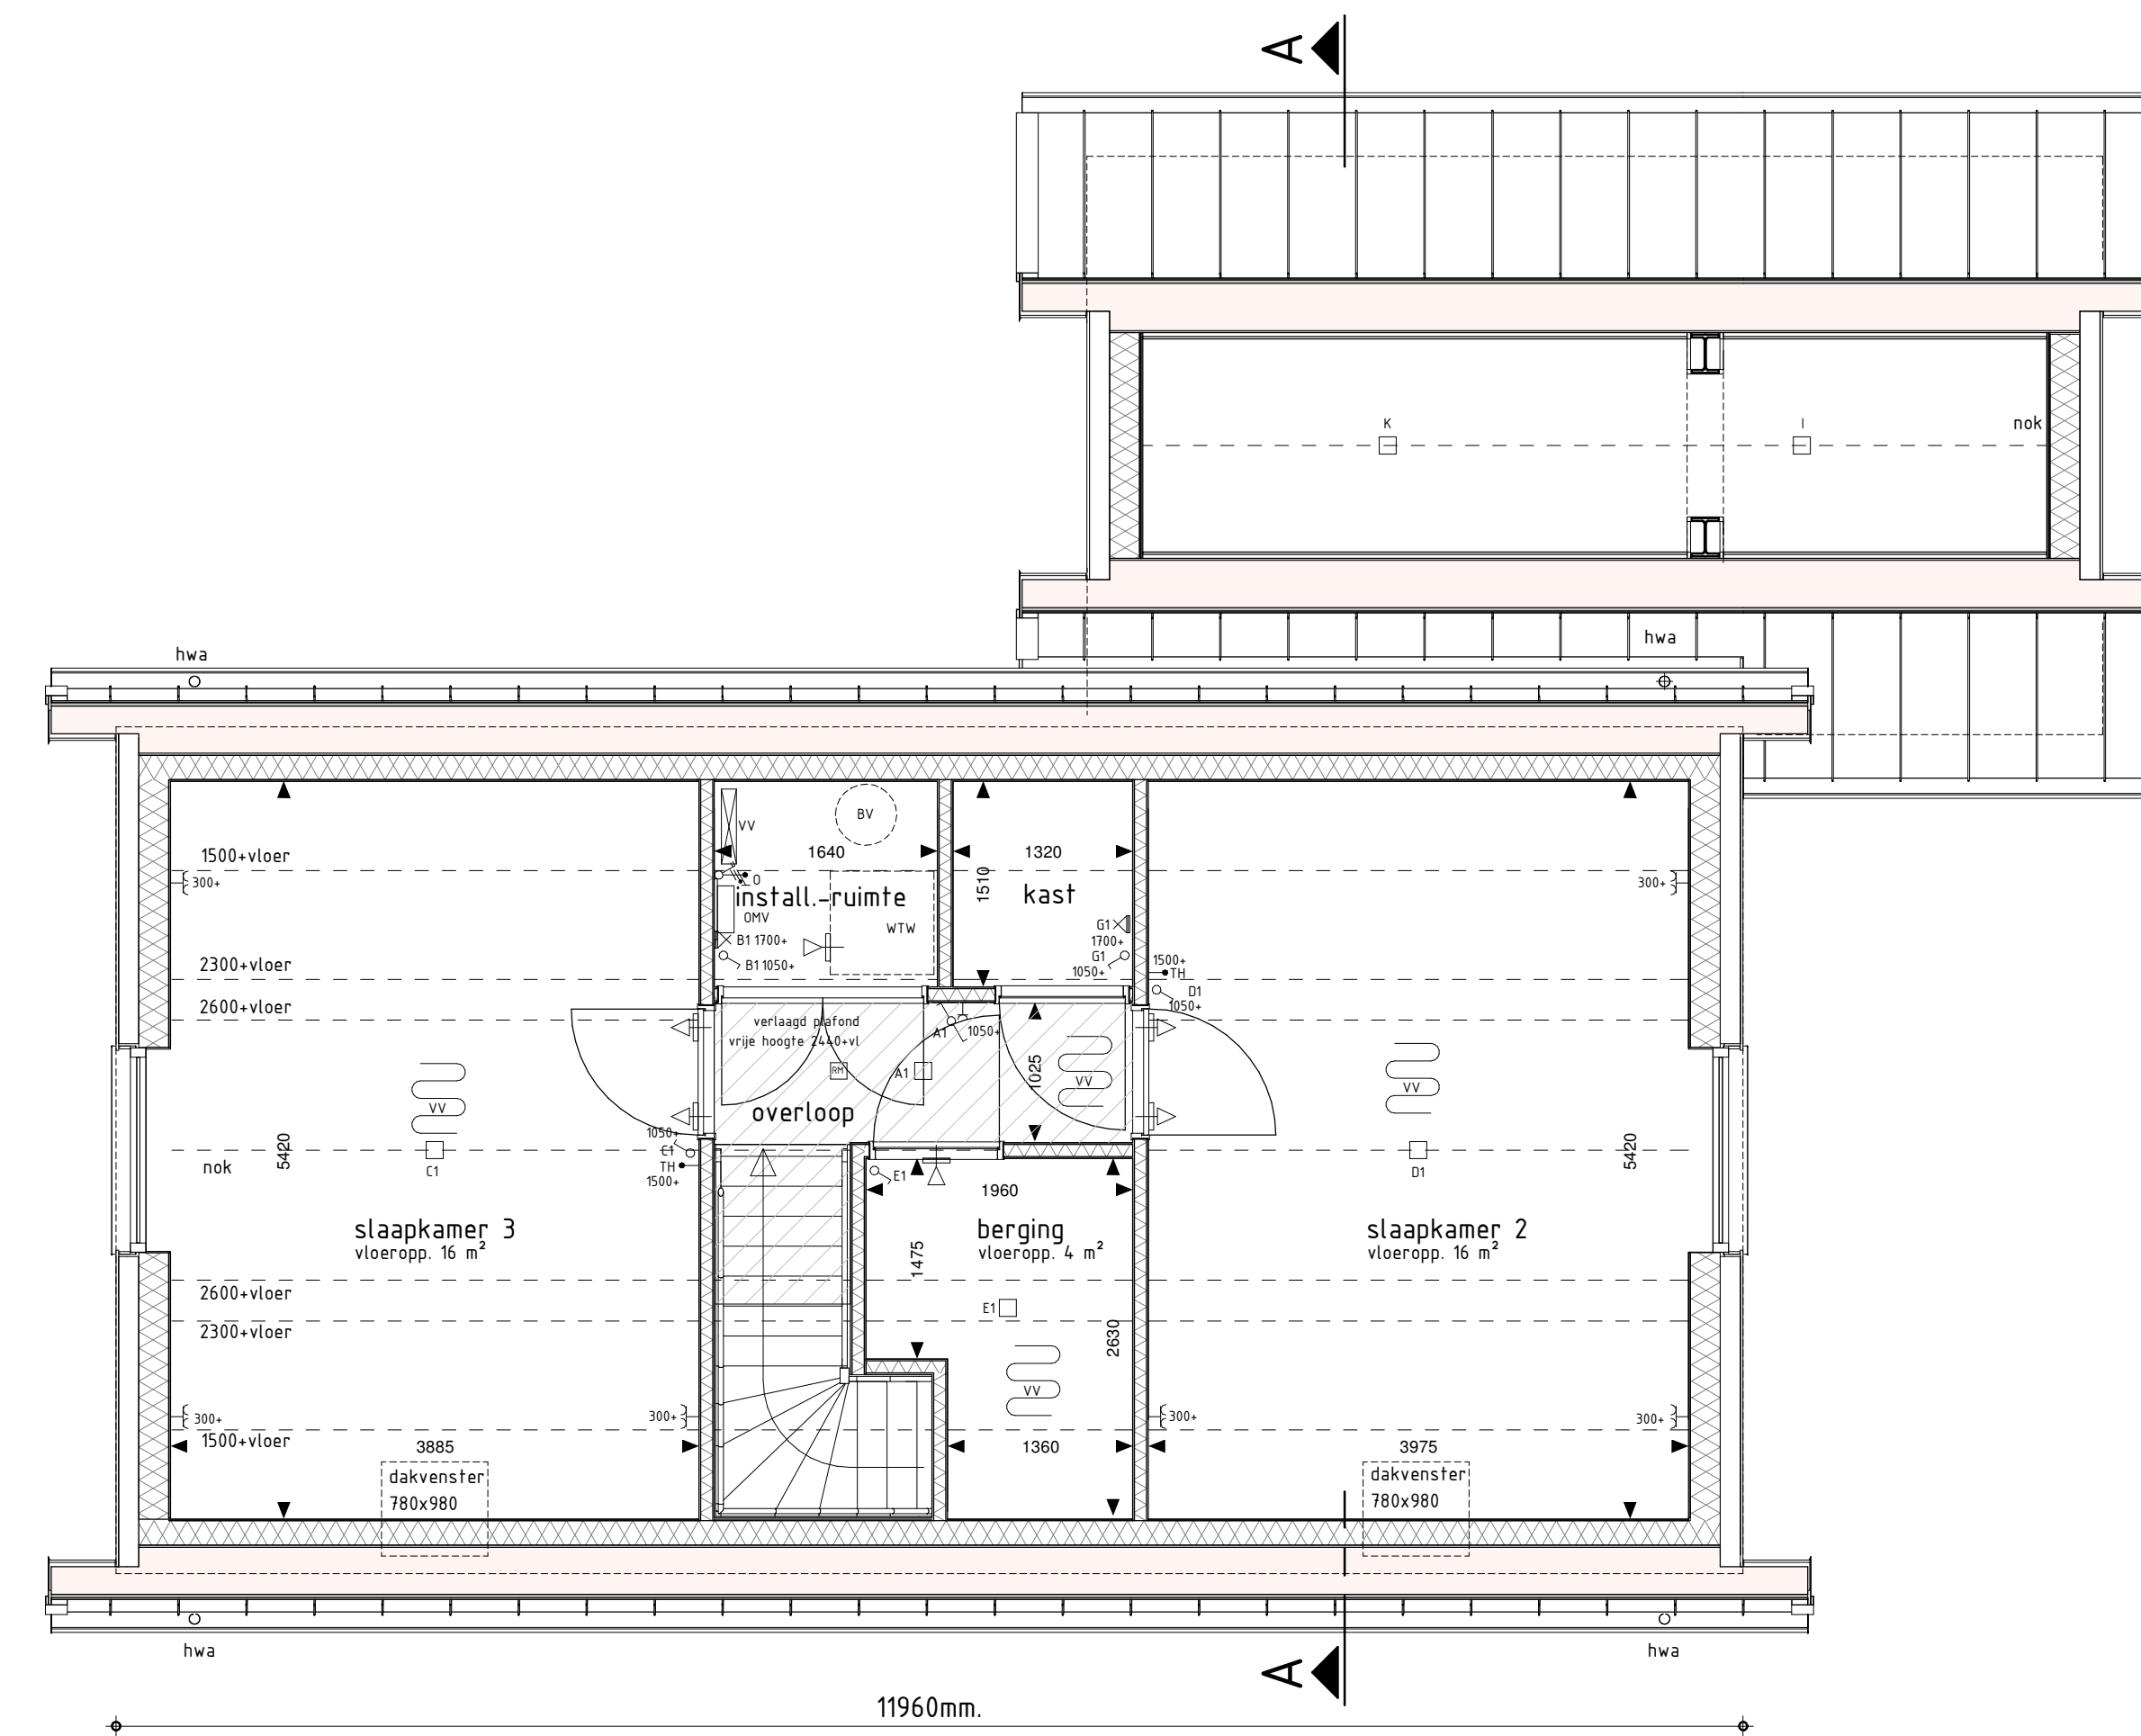 A
K
I
nok
hwa
hwa
BV
VV
1500+vloer
1640
1320
300+
O
install.-ruimte
1510
kast
300+
OMV
WTW
G1
B1 1700+
1700+
G1
2300+vloer
B1 1050+
1050+
1500+
TH
D1
1050+
2600+vloer
verlaagd plafond
vrije hoogte 2440+vl
A1
1050+
RM
A1
1025
VV
VV
VV
overloop
1050+
C1
TH
1500+
nok
5420
C1
E1
1960
D1
5420
slaapkamer 3
vloeropp. 16 m²
berging
vloeropp. 4 m²
slaapkamer 2
vloeropp. 16 m²
1475
2600+vloer
E1
2300+vloer
2630
VV
300+
300+
300+
300+
1500+vloer
3885
1360
3975
dakvenster
780x980
dakvenster
780x980
hwa
hwa
A
11960mm.